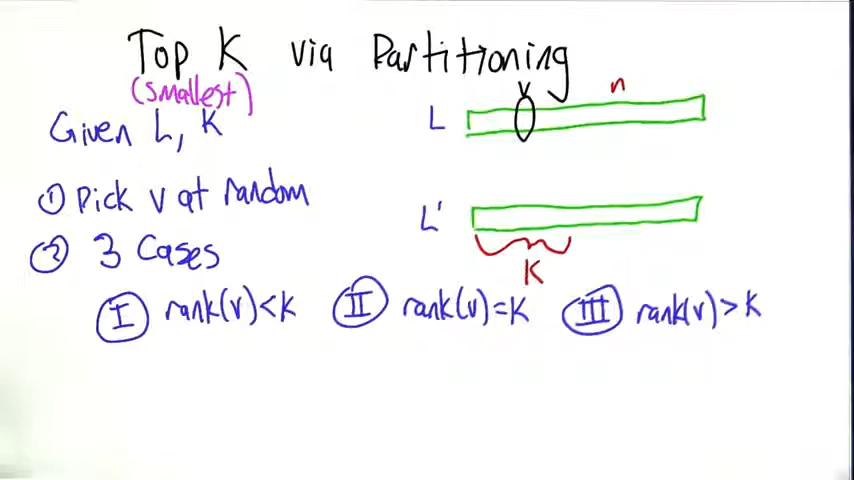 Top K via Partitioning
(smallest)
Given L, K
v
n
L
① Pick v at random
L'
② 3 Cases
K
Ⅰ rank(v)<K
Ⅱ rank(v)=K
Ⅲ rank(v)>K